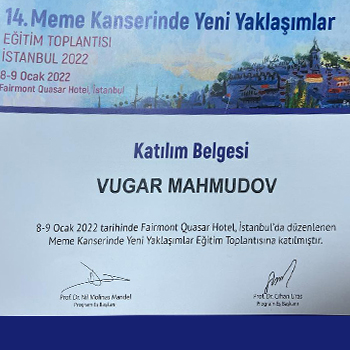 14. Meme Kanserinde Yeni Yaklaşımlar
EĞİTİM TOPLANTISI
İSTANBUL 2022
8-9 Ocak 2022
Fairmont Quasar Hotel, İstanbul
Katılım Belgesi
VUGAR MAHMUDOV
8-9 Ocak 2022 tarihinde Fairmont Quasar Hotel, İstanbul'da düzenlenen
Meme Kanserinde Yeni Yaklaşımlar Eğitim Toplantısına katılmıştır.
Prof. Dr. Nil Molinas Mandel
Program Eş Başkanı
Prof. Dr. Cihan Uras
Program Eş Başkanı